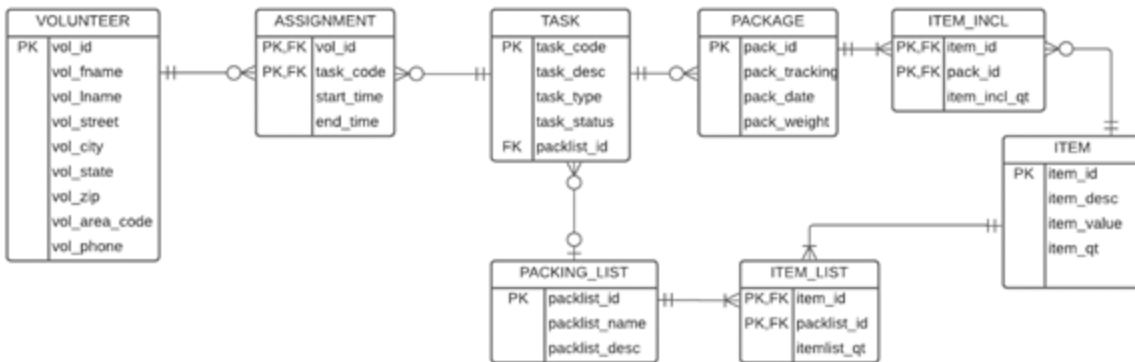 VOLUNTEER
PK vol_id
vol_fname
vol_lname
vol_street
vol_city
vol_state
vol_zip
vol_area_code
vol_phone
ASSIGNMENT
PK,FK vol_id
PK,FK task_code
start_time
end_time
TASK
PK task_code
task_desc
task_type
task_status
FK packlist_id
PACKAGE
PK pack_id
pack_tracking
pack_date
pack_weight
ITEM_INCL
PK,FK item_id
PK,FK pack_id
item_incl_qt
ITEM
PK item_id
item_desc
item_value
item_qt
PACKING_LIST
PK packlist_id
packlist_name
packlist_desc
ITEM_LIST
PK,FK item_id
PK,FK packlist_id
itemlist_qt